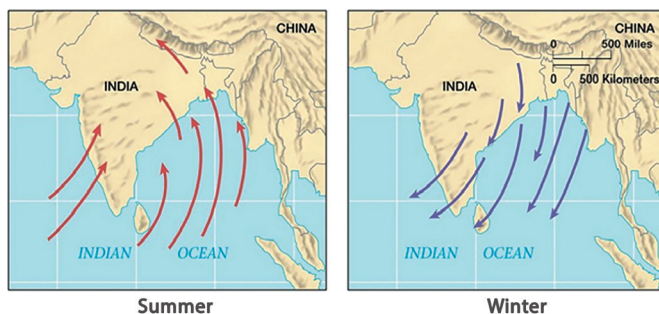 CHINA
INDIA
INDIAN OCEAN
Summer
CHINA
0 500 Miles
0 500 Kilometers
INDIA
INDIAN OCEAN
Winter